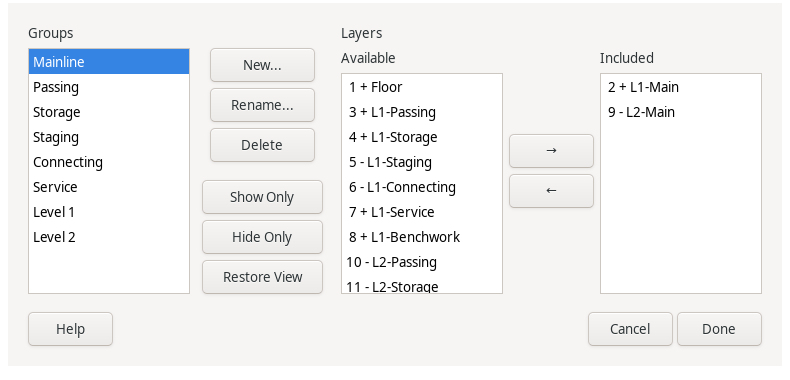 Groups
Mainline
Passing
Storage
Staging
Connecting
Service
Level 1
Level 2
New...
Rename...
Delete
Show Only
Hide Only
Restore View
Layers
Available
1 + Floor
3 + L1-Passing
4 + L1-Storage
5 - L1-Staging
6 - L1-Connecting
7 + L1-Service
8 + L1-Benchwork
10 - L2-Passing
11 - L2-Storage
→
←
Included
2 + L1-Main
9 - L2-Main
Help
Cancel
Done